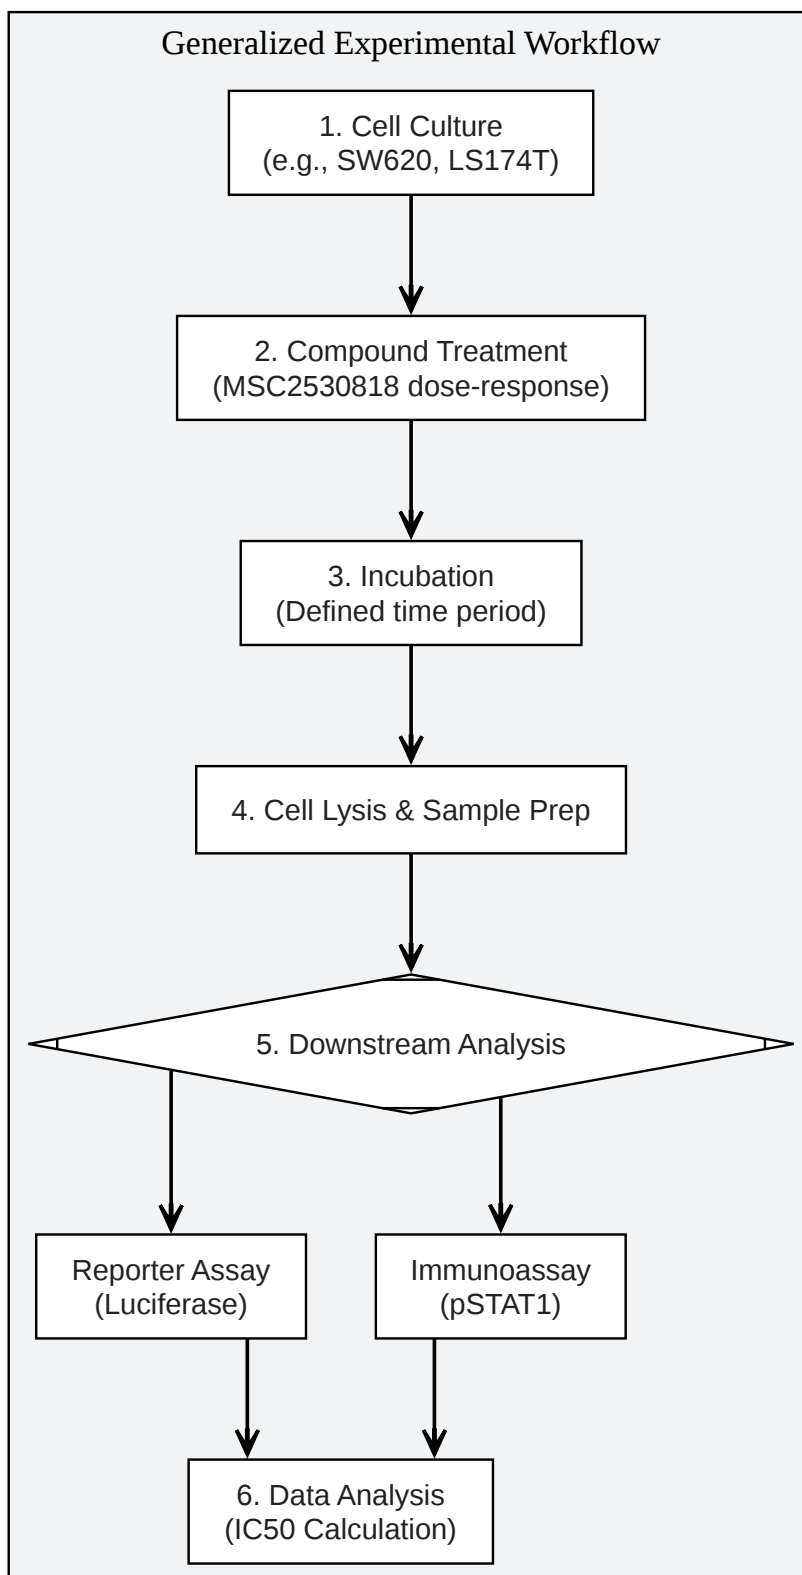 Generalized Experimental Workflow
1. Cell Culture
(e.g., SW620, LS174T)
2. Compound Treatment
(MSC2530818 dose-response)
3. Incubation
(Defined time period)
4. Cell Lysis & Sample Prep
5. Downstream Analysis
Reporter Assay
(Luciferase)
Immunoassay
(pSTAT1)
6. Data Analysis
(IC50 Calculation)